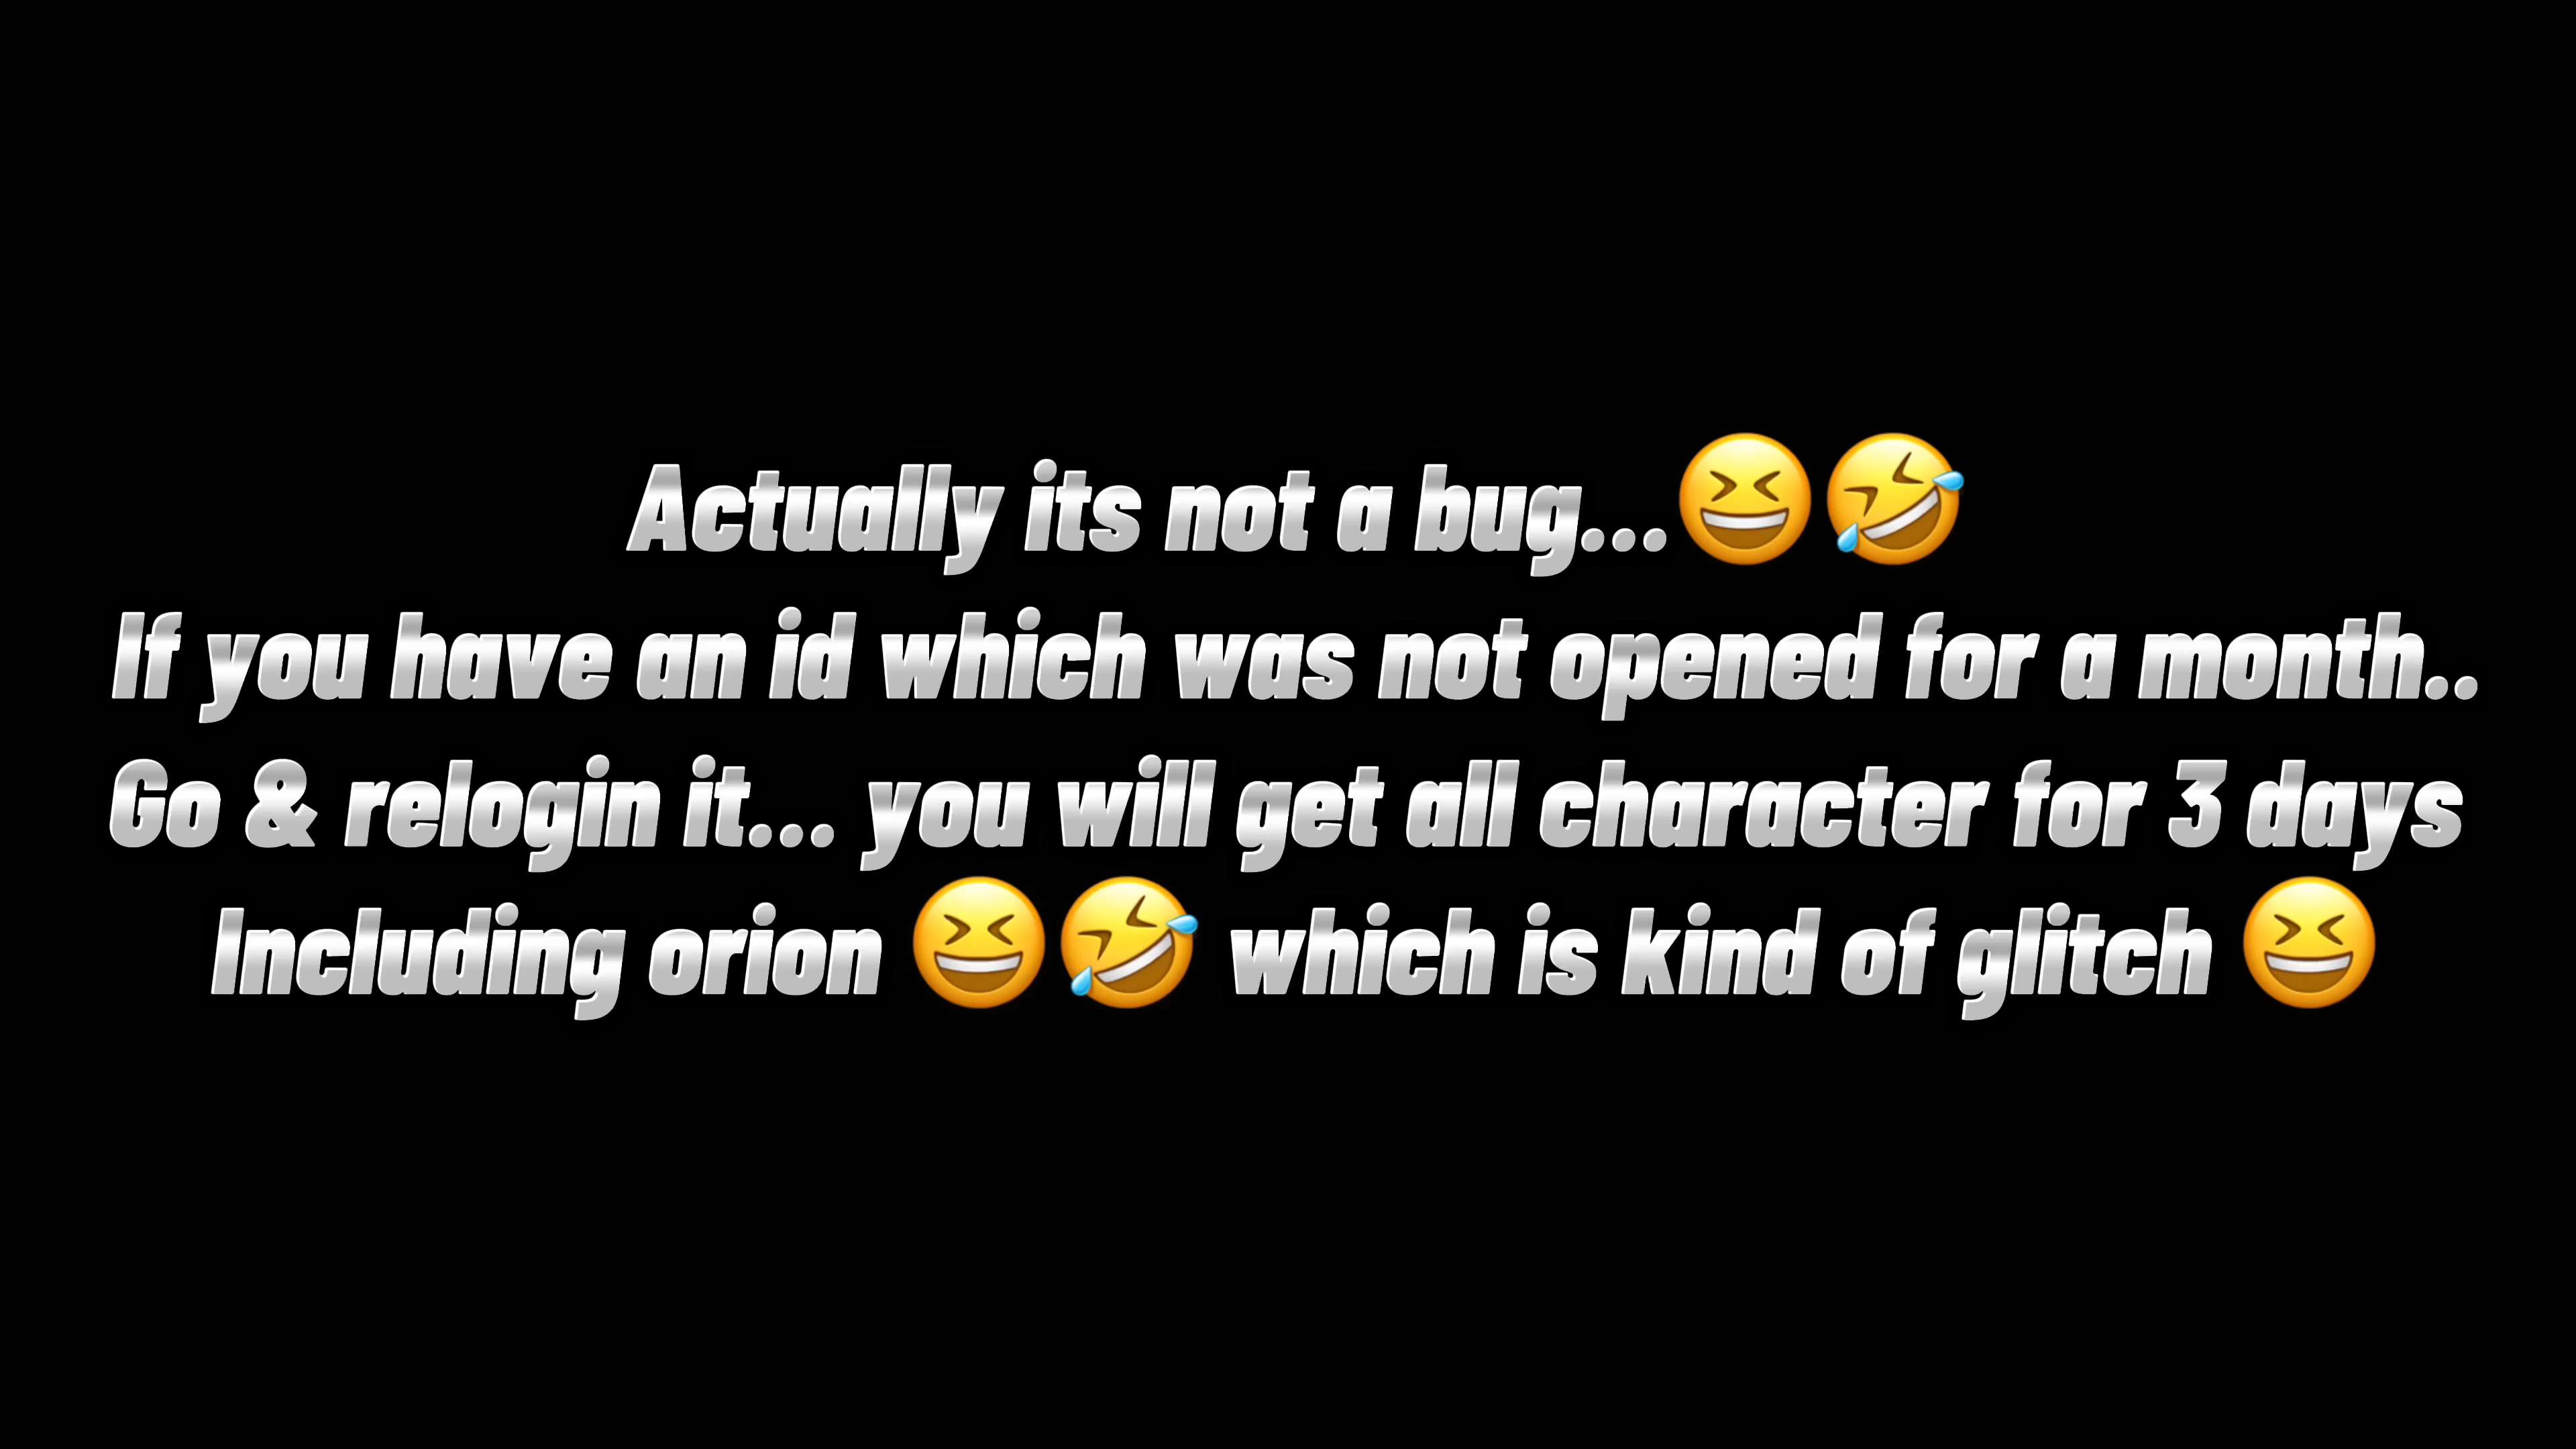 Actually its not a bug...😆🤣
If you have an id which was not opened for a month..
Go & relogin it... you will get all character for 3 days
Including orion 😆🤣 which is kind of glitch 😆